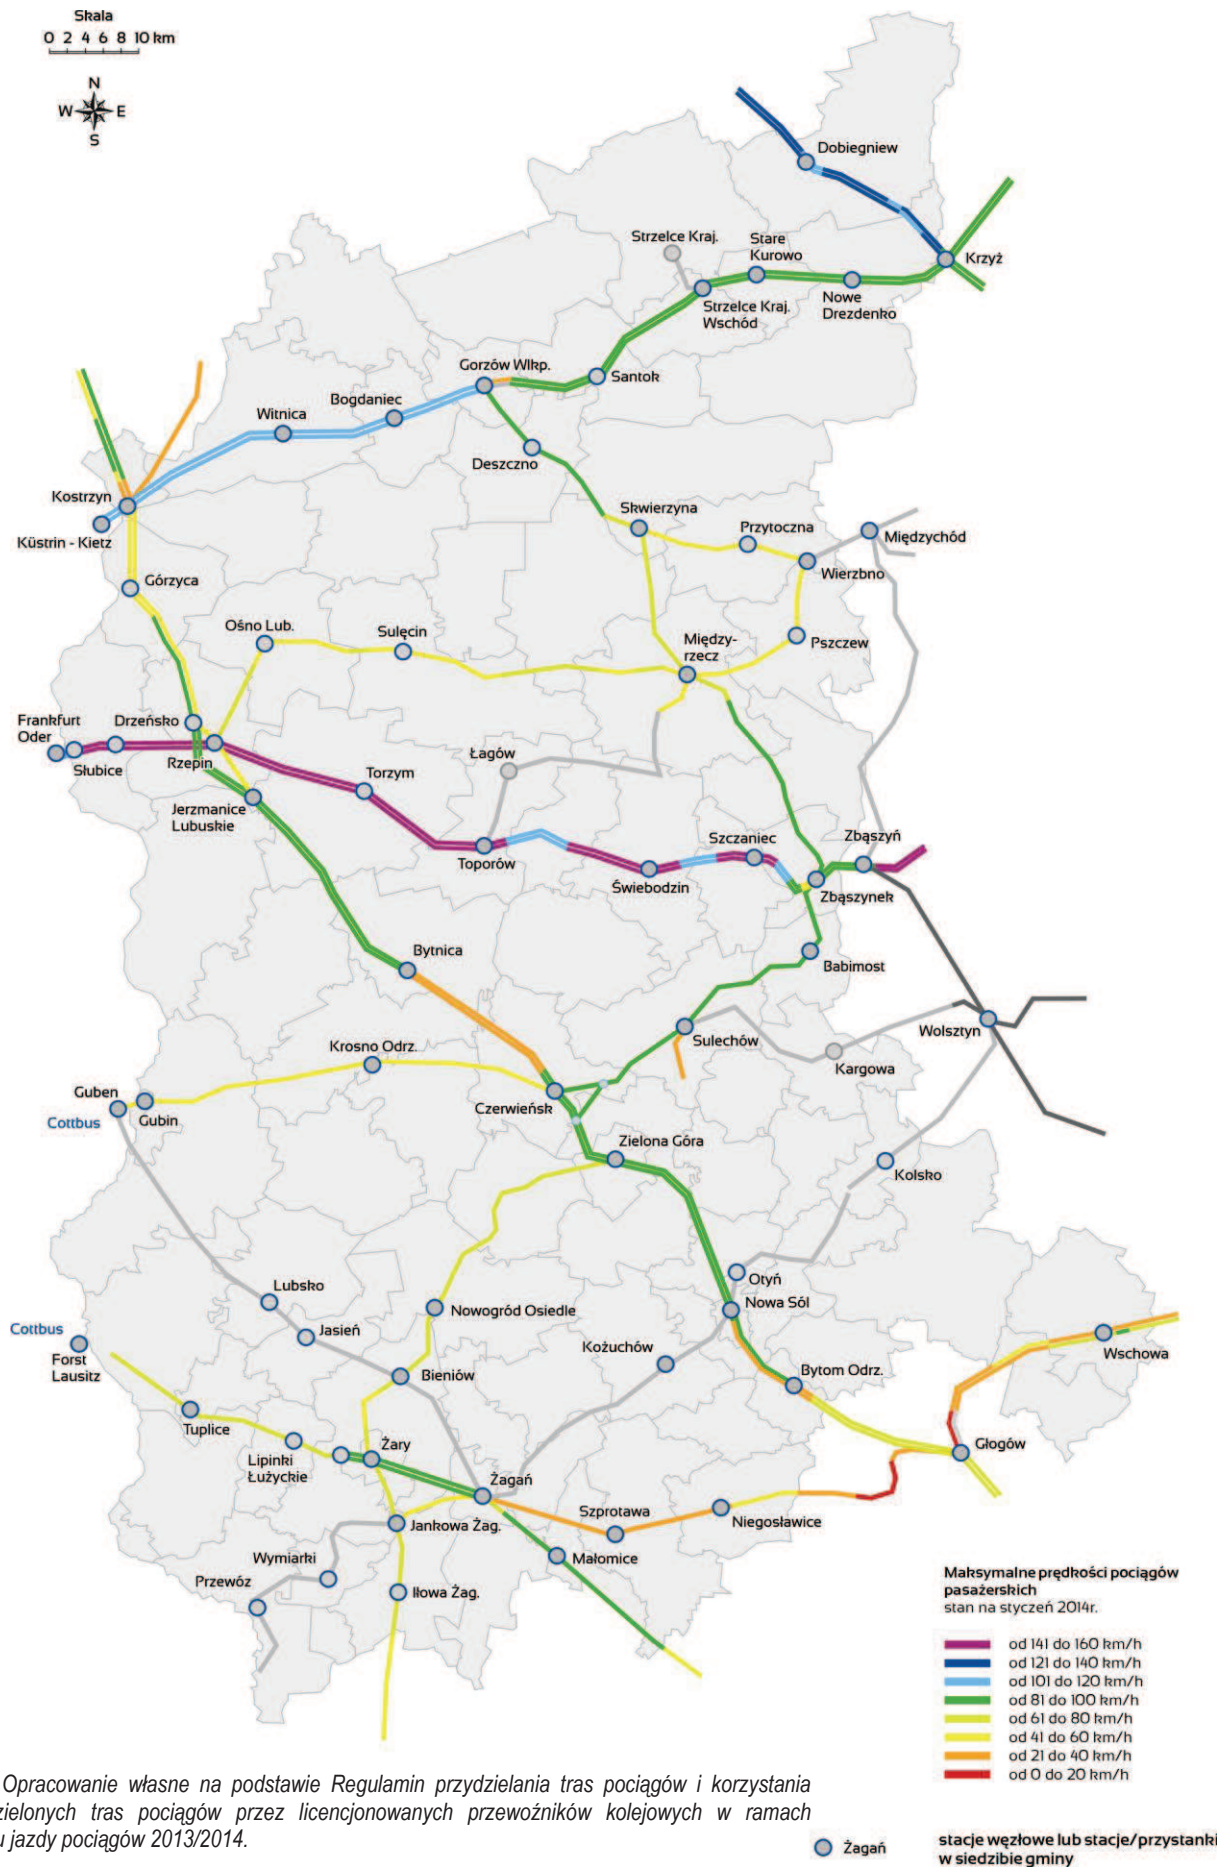 Skala
0 2 4 6 8 10 km
N
W E
S
Dobiegniew
Strzelce Kraj.
Stare
Kurowo
Krzyż
Strzelce Kraj.
Wschód
Nowe
Drezdenko
Gorzów Wlkp.
Santok
Bogdaniec
Witnica
Deszczno
Kostrzyn
Küstrin - Kietz
Skwierzyna
Przytoczna
Międzychód
Wierzbno
Górzyca
Ośno Lub.
Sulęcin
Między-
rzecz
Pszczew
Frankfurt
Oder
Drzeńsko
Słubice
Rzepin
Łagów
Torzym
Jerzmanice
Lubuskie
Toporów
Szczaniec
Zbąszyń
Świebodzin
Zbąszynek
Bytnica
Babimost
Sulechów
Wolsztyn
Kargowa
Krosno Odrz.
Guben
Czerwieńsk
Cottbus
Gubin
Zielona Góra
Kolsko
Otyń
Lubsko
Nowogród Osiedle
Nowa Sól
Cottbus
Jasień
Kożuchów
Forst
Lausitz
Wschowa
Bieniów
Bytom Odrz.
Tuplice
Lipinki
Łużyckie
Żary
Głogów
Żagań
Szprotawa
Niegosławice
Jankowa Żag.
Wymiarki
Małomice
Przewóz
Iłowa Żag.
Maksymalne prędkości pociągów
pasażerskich
stan na styczeń 2014r.
od 141 do 160 km/h
od 121 do 140 km/h
od 101 do 120 km/h
od 81 do 100 km/h
od 61 do 80 km/h
od 41 do 60 km/h
od 21 do 40 km/h
od 0 do 20 km/h
Opracowanie własne na podstawie Regulamin przydzielania tras pociągów i korzystania
zielonych tras pociągów przez licencjonowanych przewoźników kolejowych w ramach
u jazdy pociągów 2013/2014.
Żagań
stacje węzłowe lub stacje/przystanki
w siedzibie gminy